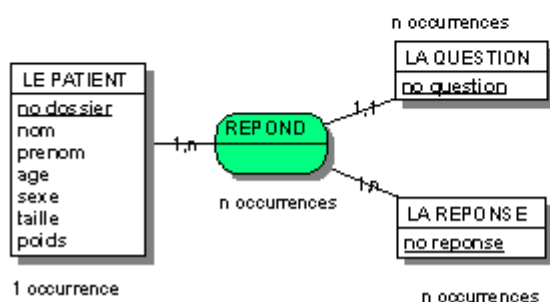 n occurrences
LE PATIENT
no dossier
nom
prenom
age
sexe
taille
poids
1 occurrence
1,n
REPOND
n occurrences
1,1
LA QUESTION
no question
1,n
LA REPONSE
no reponse
n occurrences